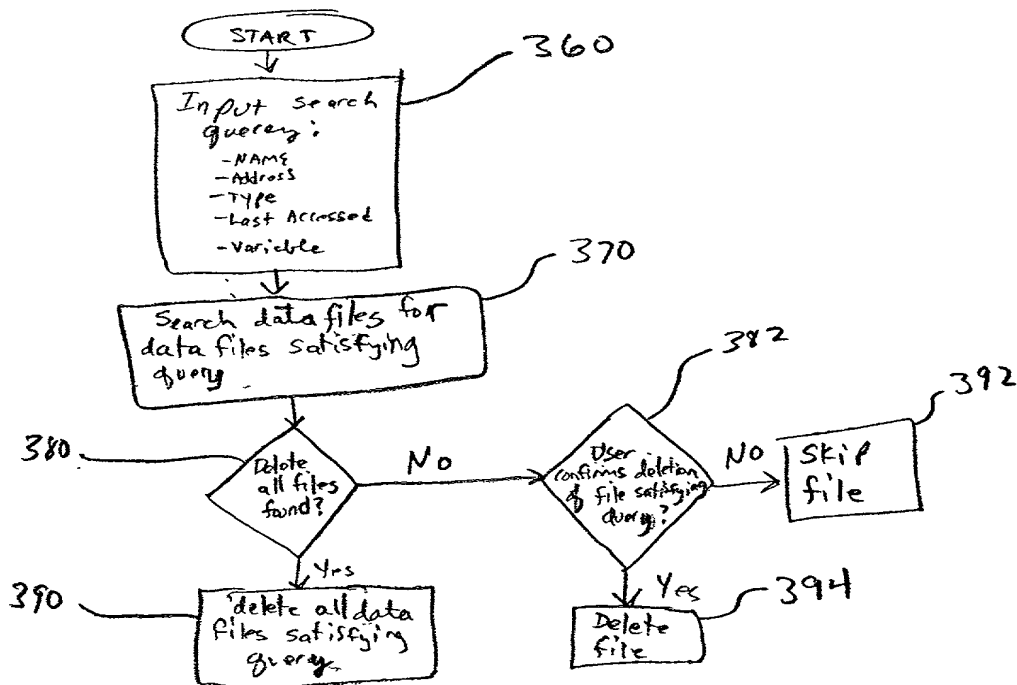 START
360
Input search
query:
-NAME
-Address
-Type
-Last Accessed
-Variable
370
Search data files for
data files satisfying
query
382
392
380
Delete
all files
found?
No
User
confirms deletion
of file satisfying
query?
NO
Skip
file
Yes
Yes
390
delete all data
files satisfying
query.
394
Delete
file